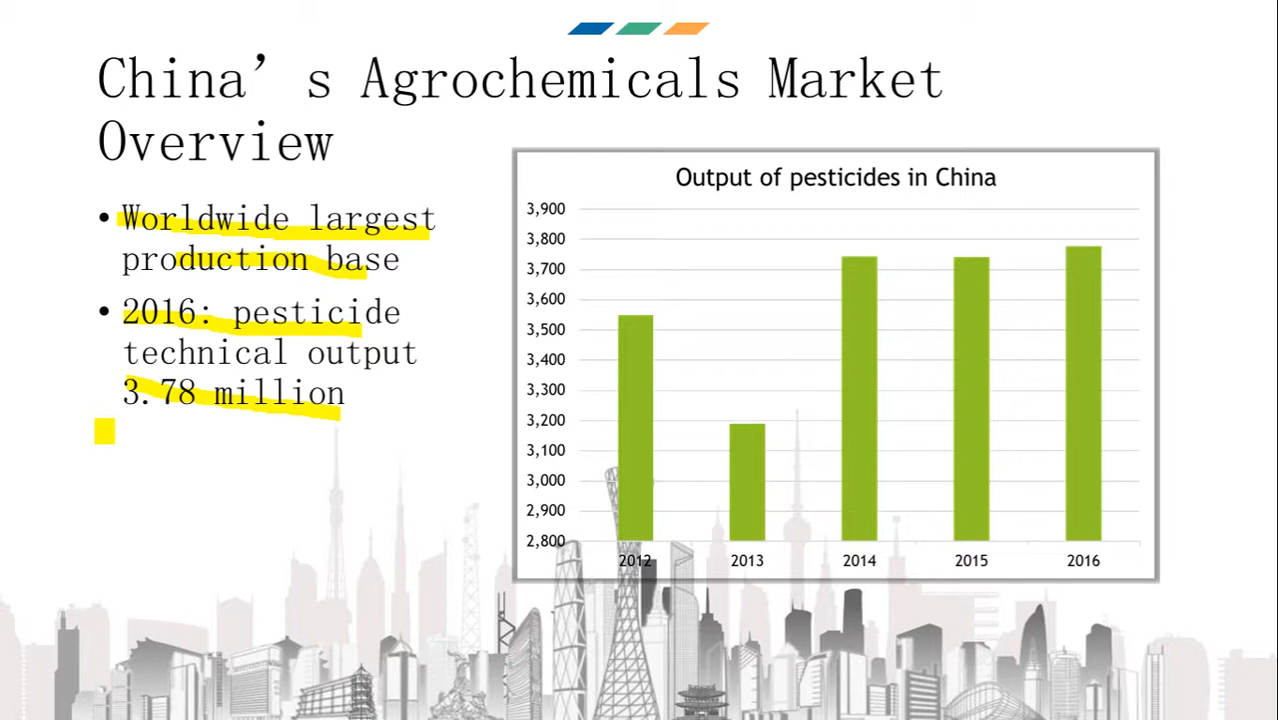 China’s Agrochemicals Market
Overview
• Worldwide largest
production base
• 2016: pesticide
technical output
3.78 million
Output of pesticides in China
3,900
3,800
3,700
3,600
3,500
3,400
3,300
3,200
3,100
3,000
2,900
2,800
2012 2013 2014 2015 2016